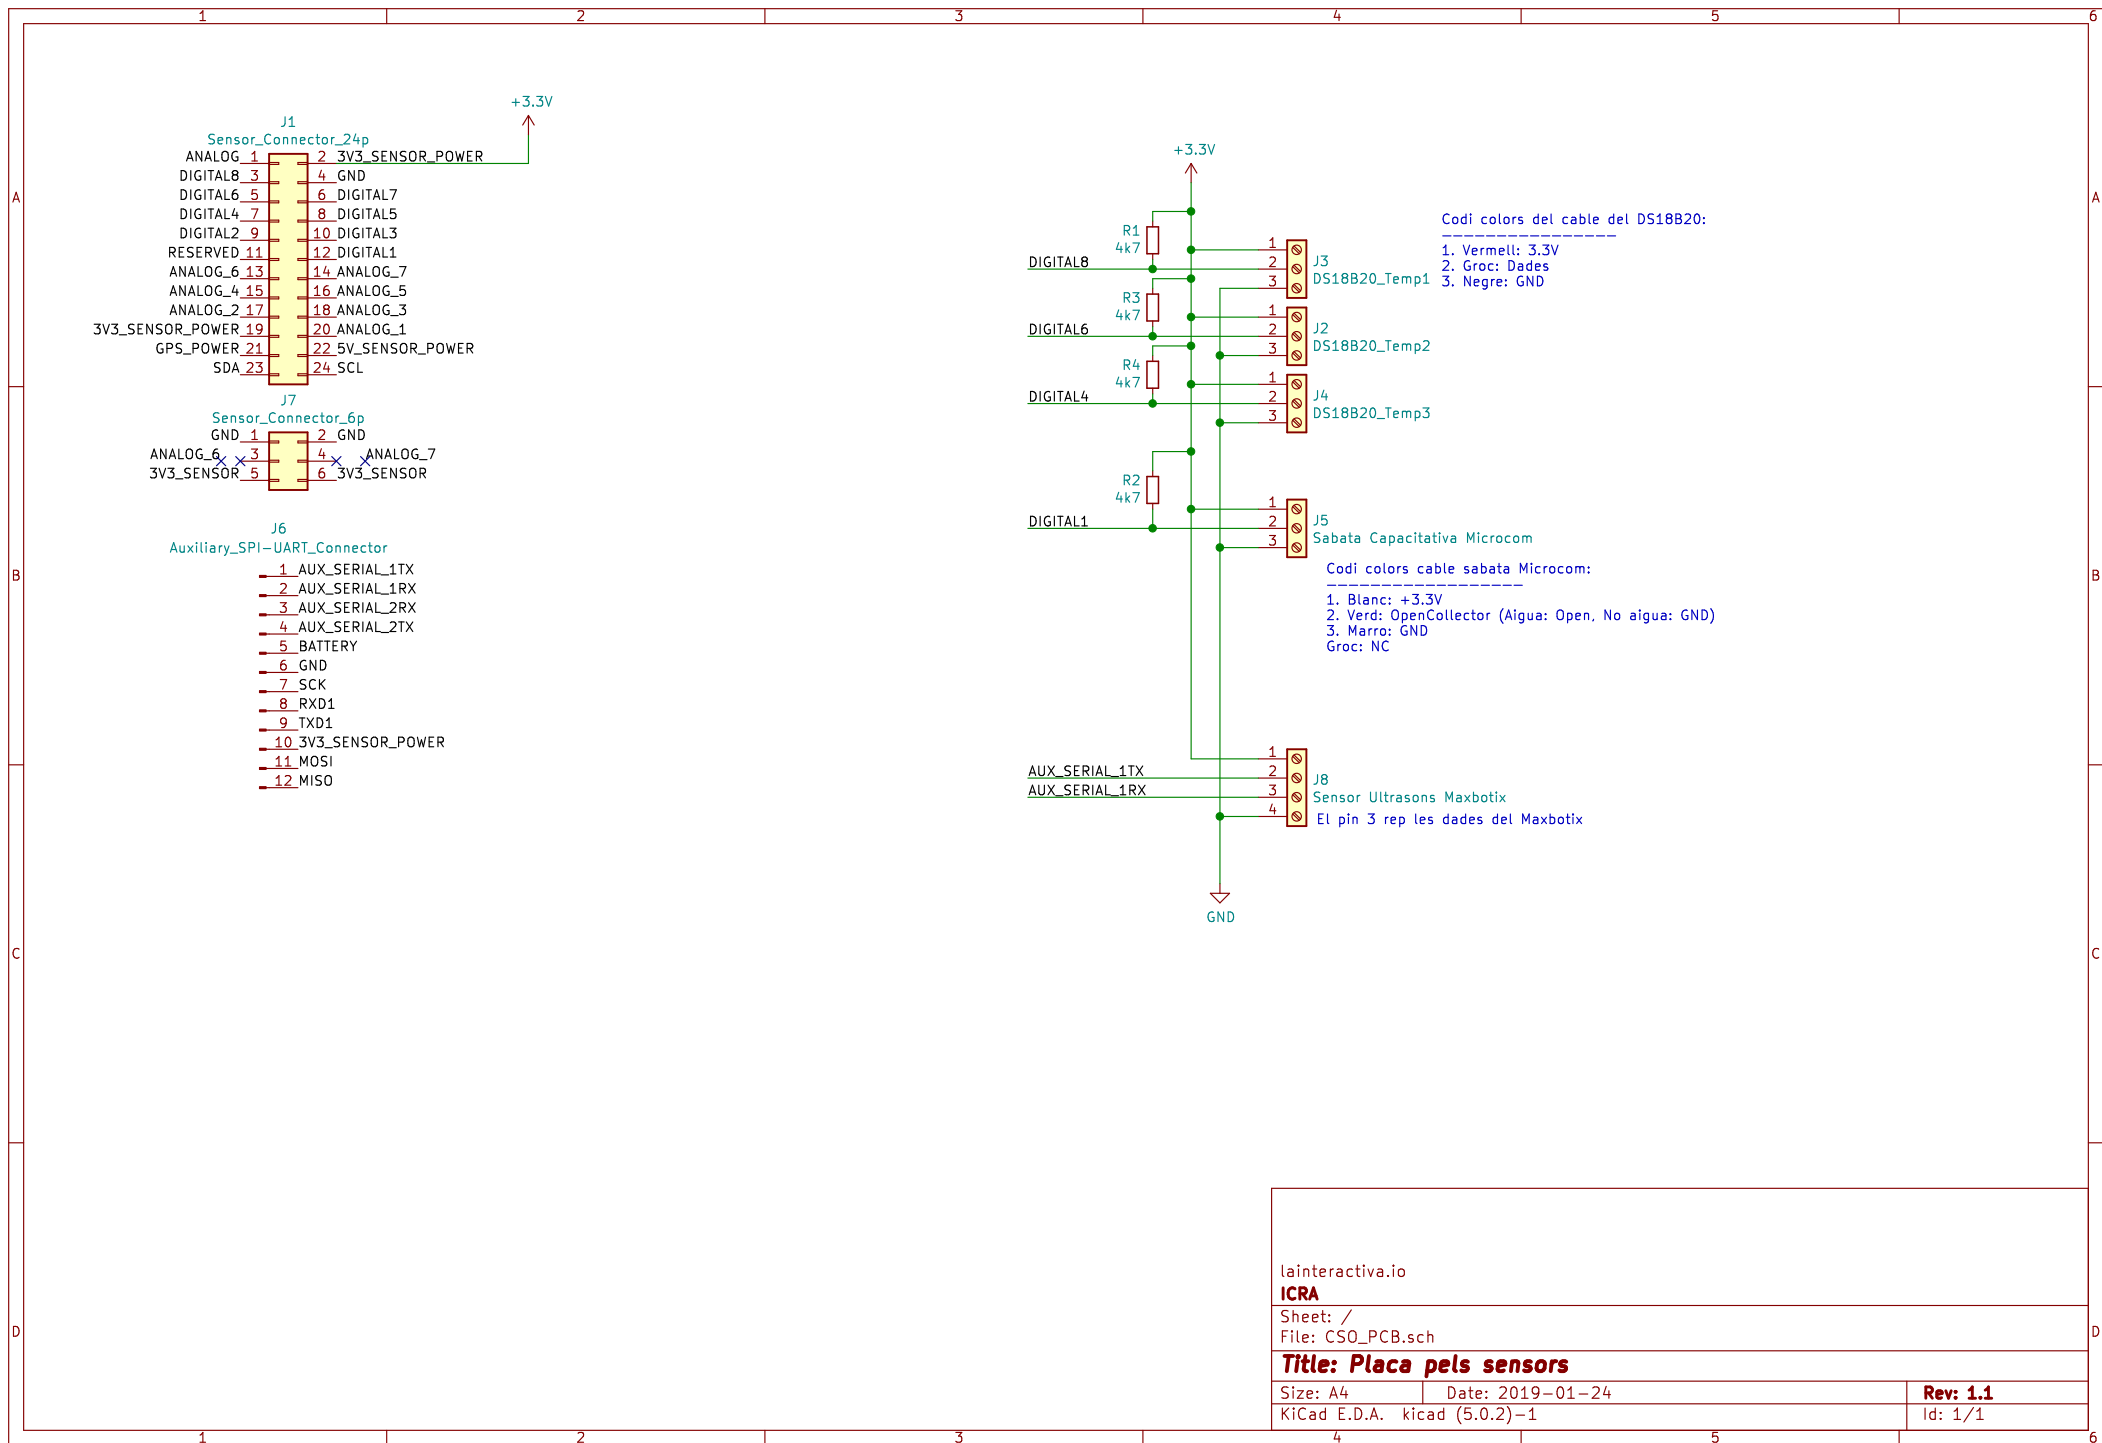 1 2 3 4 5 6
A A
B B
C C
D D
+3.3V
J1
Sensor_Connector_24p
ANALOG 1 2 3V3_SENSOR_POWER
DIGITAL8 3 4 GND
DIGITAL6 5 6 DIGITAL7
DIGITAL4 7 8 DIGITAL5
DIGITAL2 9 10 DIGITAL3
RESERVED 11 12 DIGITAL1
ANALOG_6 13 14 ANALOG_7
ANALOG_4 15 16 ANALOG_5
ANALOG_2 17 18 ANALOG_3
3V3_SENSOR_POWER 19 20 ANALOG_1
GPS_POWER 21 22 5V_SENSOR_POWER
SDA 23 24 SCL
J7
Sensor_Connector_6p
GND 1 2 GND
ANALOG_6 3 4 ANALOG_7
3V3_SENSOR 5 6 3V3_SENSOR
J6
Auxiliary_SPI-UART_Connector
1 AUX_SERIAL_1TX
2 AUX_SERIAL_1RX
3 AUX_SERIAL_2RX
4 AUX_SERIAL_2TX
5 BATTERY
6 GND
7 SCK
8 RXD1
9 TXD1
10 3V3_SENSOR_POWER
11 MOSI
12 MISO
+3.3V
R1
4k7
DIGITAL8
1
2
3
J3
DS18B20_Temp1
R3
4k7
DIGITAL6
1
2
3
J2
DS18B20_Temp2
R4
4k7
DIGITAL4
1
2
3
J4
DS18B20_Temp3
Codi colors del cable del DS18B20:
----------------
1. Vermell: 3.3V
2. Groc: Dades
3. Negre: GND
R2
4k7
DIGITAL1
1
2
3
J5
Sabata Capacitativa Microcom
Codi colors cable sabata Microcom:
------------------
1. Blanc: +3.3V
2. Verd: OpenCollector (Aigua: Open, No aigua: GND)
3. Marro: GND
Groc: NC
AUX_SERIAL_1TX
AUX_SERIAL_1RX
1
2
3
4
J8
Sensor Ultrasons Maxbotix
El pin 3 rep les dades del Maxbotix
GND
lainteractiva.io
ICRA
Sheet: /
File: CSO_PCB.sch
Title: Placa pels sensors
Size: A4 Date: 2019-01-24 Rev: 1.1
KiCad E.D.A. kicad (5.0.2)-1 Id: 1/1
1 2 3 4 5 6